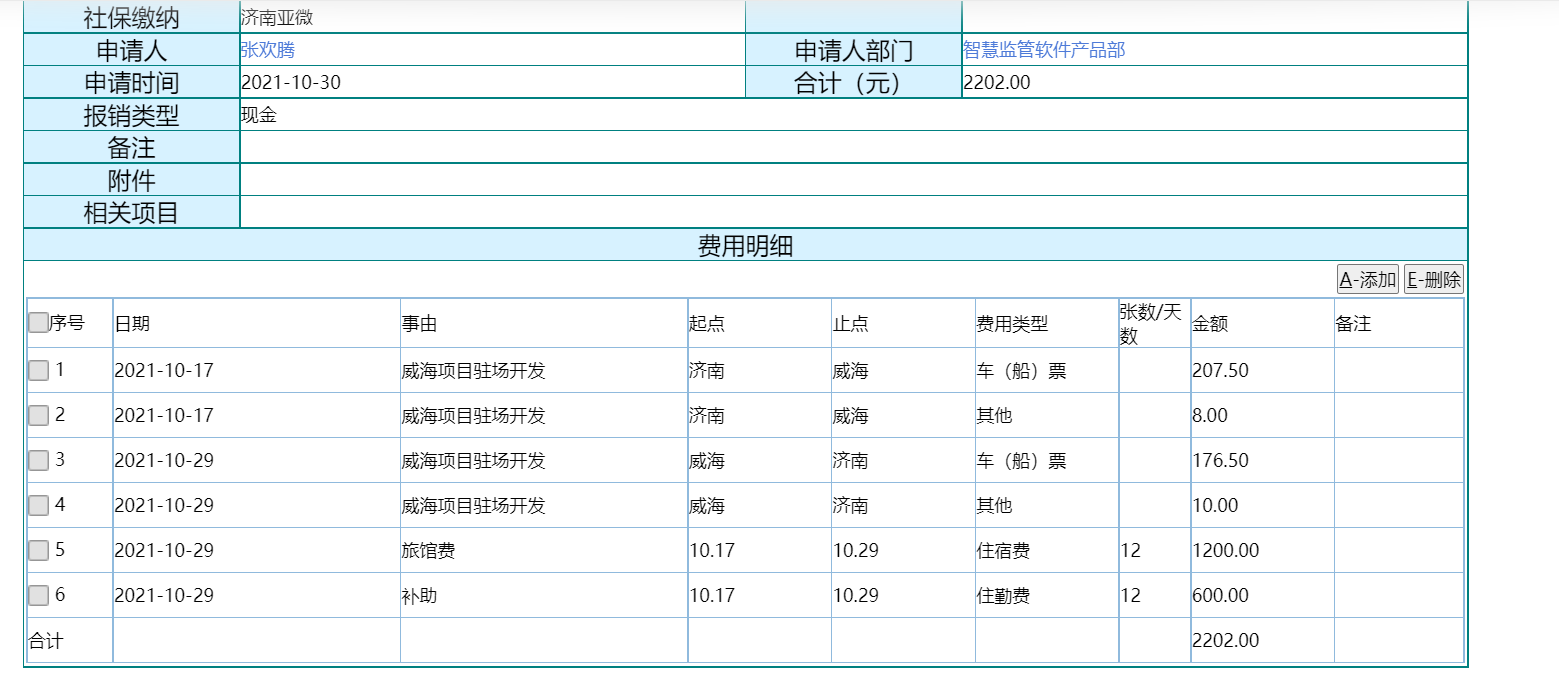 社保缴纳 济南亚微
申请人 张欢腾 申请人部门 智慧监管软件产品部
申请时间 2021-10-30 合计（元） 2202.00
报销类型 现金
备注
附件
相关项目
费用明细
A-添加 E-删除
序号 日期 事由 起点 止点 费用类型 张数/天数 金额 备注
1 2021-10-17 威海项目驻场开发 济南 威海 车（船）票 207.50
2 2021-10-17 威海项目驻场开发 济南 威海 其他 8.00
3 2021-10-29 威海项目驻场开发 威海 济南 车（船）票 176.50
4 2021-10-29 威海项目驻场开发 威海 济南 其他 10.00
5 2021-10-29 旅馆费 10.17 10.29 住宿费 12 1200.00
6 2021-10-29 补助 10.17 10.29 住勤费 12 600.00
合计 2202.00